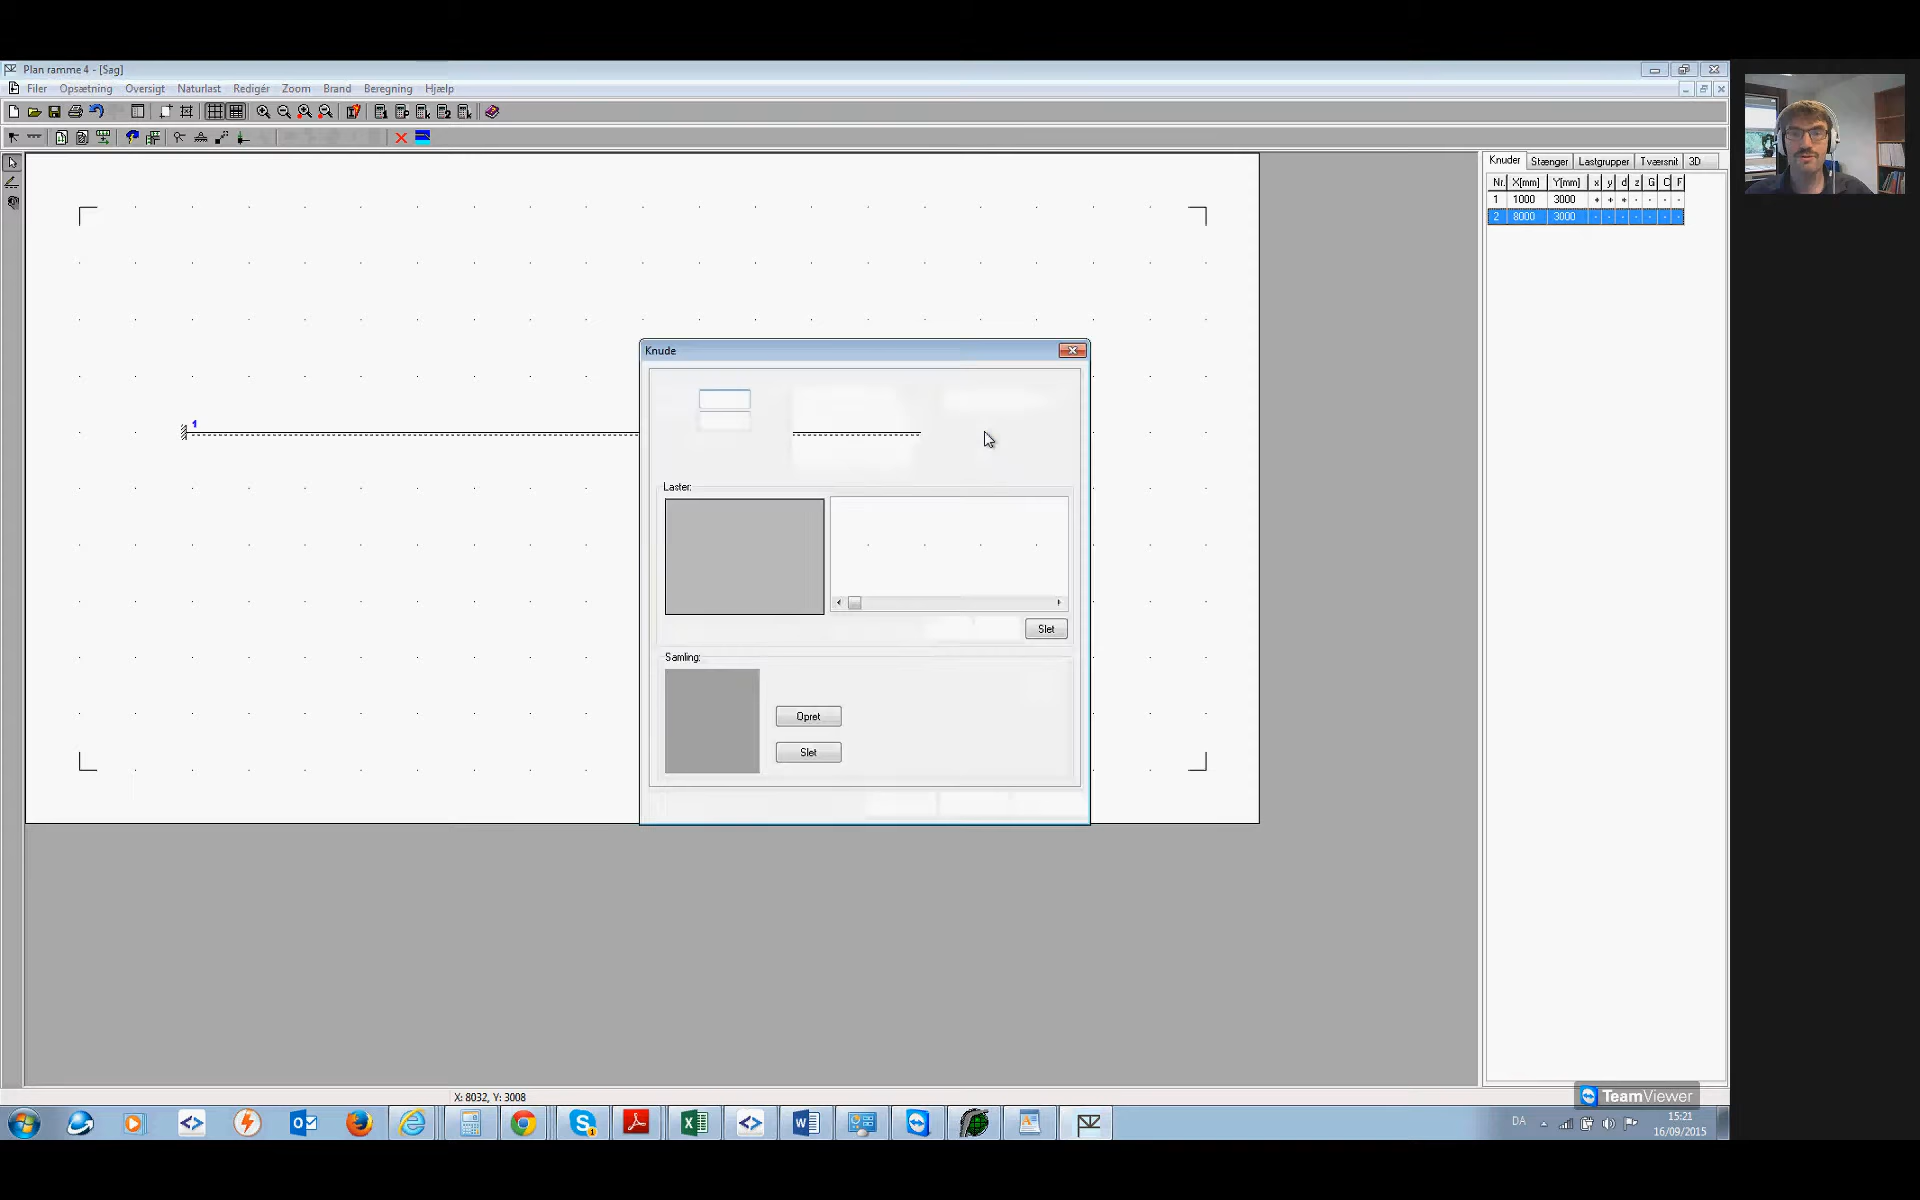 Plan ramme 4 - [Sag]
Filer Opsætning Oversigt Naturlast Redigér Zoom Brand Beregning Hjælp
Knuder Stænger Lastgrupper Tværsnit 3D
Nr. X[mm] Y[mm] x y d z G C F
1 1000 3000 + + + - - - -
2 8000 3000 - - - - - - -
Knude
1
Laster:
Slet
Samling:
Opret
Slet
X: 8032, Y: 3008
TeamViewer
DA
15:21
16/09/2015